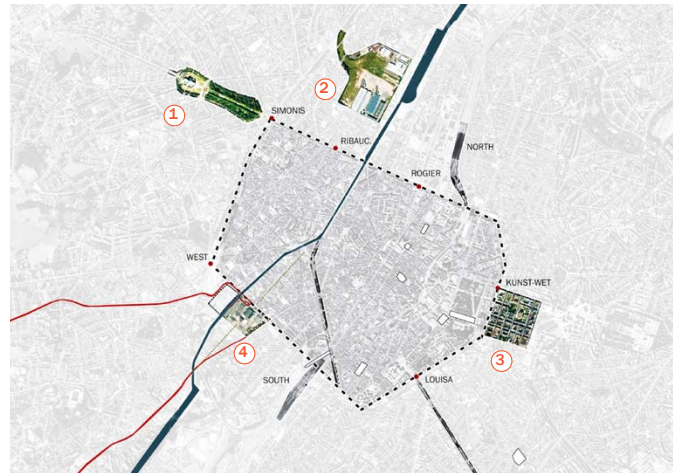 2
1
SIMONIS
RIBAUC.
NORTH
ROGIER
WEST
KUNST-WET
4
3
SOUTH
LOUISA